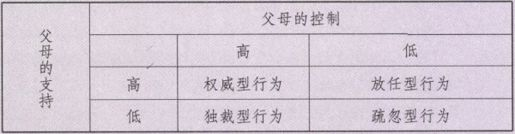 父母的控制
父母的支持
高 低
高 权威型行为 放任型行为
低 独裁型行为 疏忽型行为